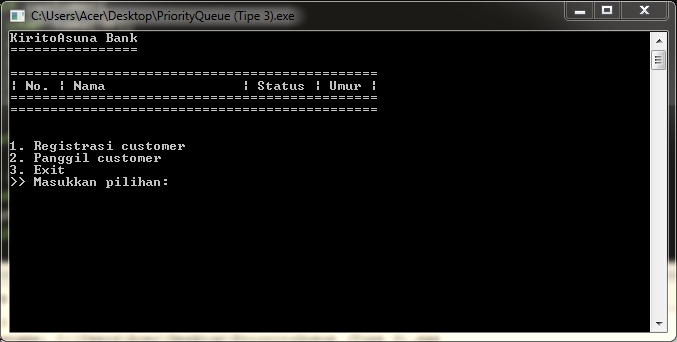 C:\Users\Acer\Desktop\PriorityQueue (Tipe 3).exe
KiritoAsuna Bank
================
==============================================
| No. | Nama                 | Status | Umur |
==============================================
==============================================
1. Registrasi customer
2. Panggil customer
3. Exit
>> Masukkan pilihan: